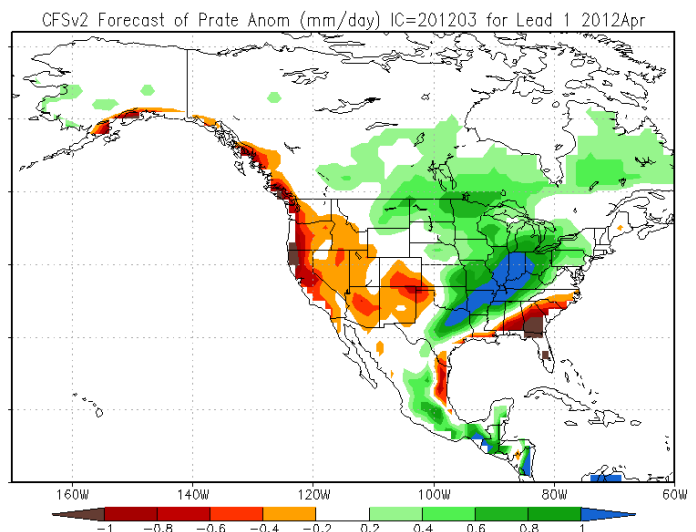 CFSv2 Forecast of Prate Anom (mm/day) IC=201203 for Lead 1 2012Apr
160W 140W 120W 100W 80W 60W
-1 -0.8 -0.6 -0.4 -0.2 0.2 0.4 0.6 0.8 1